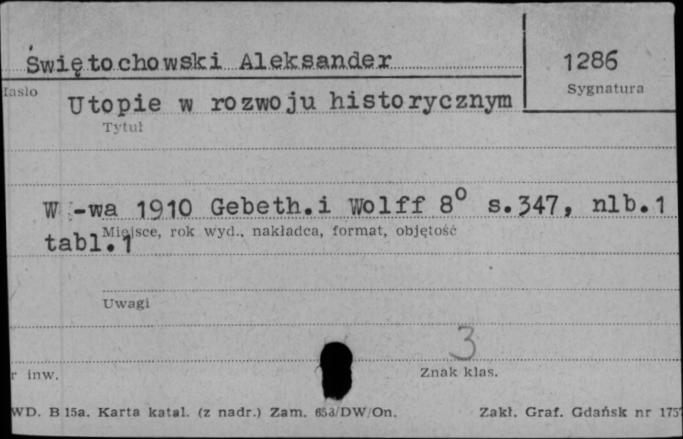 Świętochowski Aleksander
1286
Hasło
Sygnatura
Utopie w rozwoju historycznym
Tytuł
W-wa 1910 Gebeth.i Wolff 8° s.347, nlb.1
Miejsce, rok wyd., nakładca, format, objętość
tabl.1
Uwagi
3
r inw.
Znak klas.
WD. B 15a. Karta katal. (z nadr.) Zam. 653/DW/On.
Zakł. Graf. Gdańsk nr 175